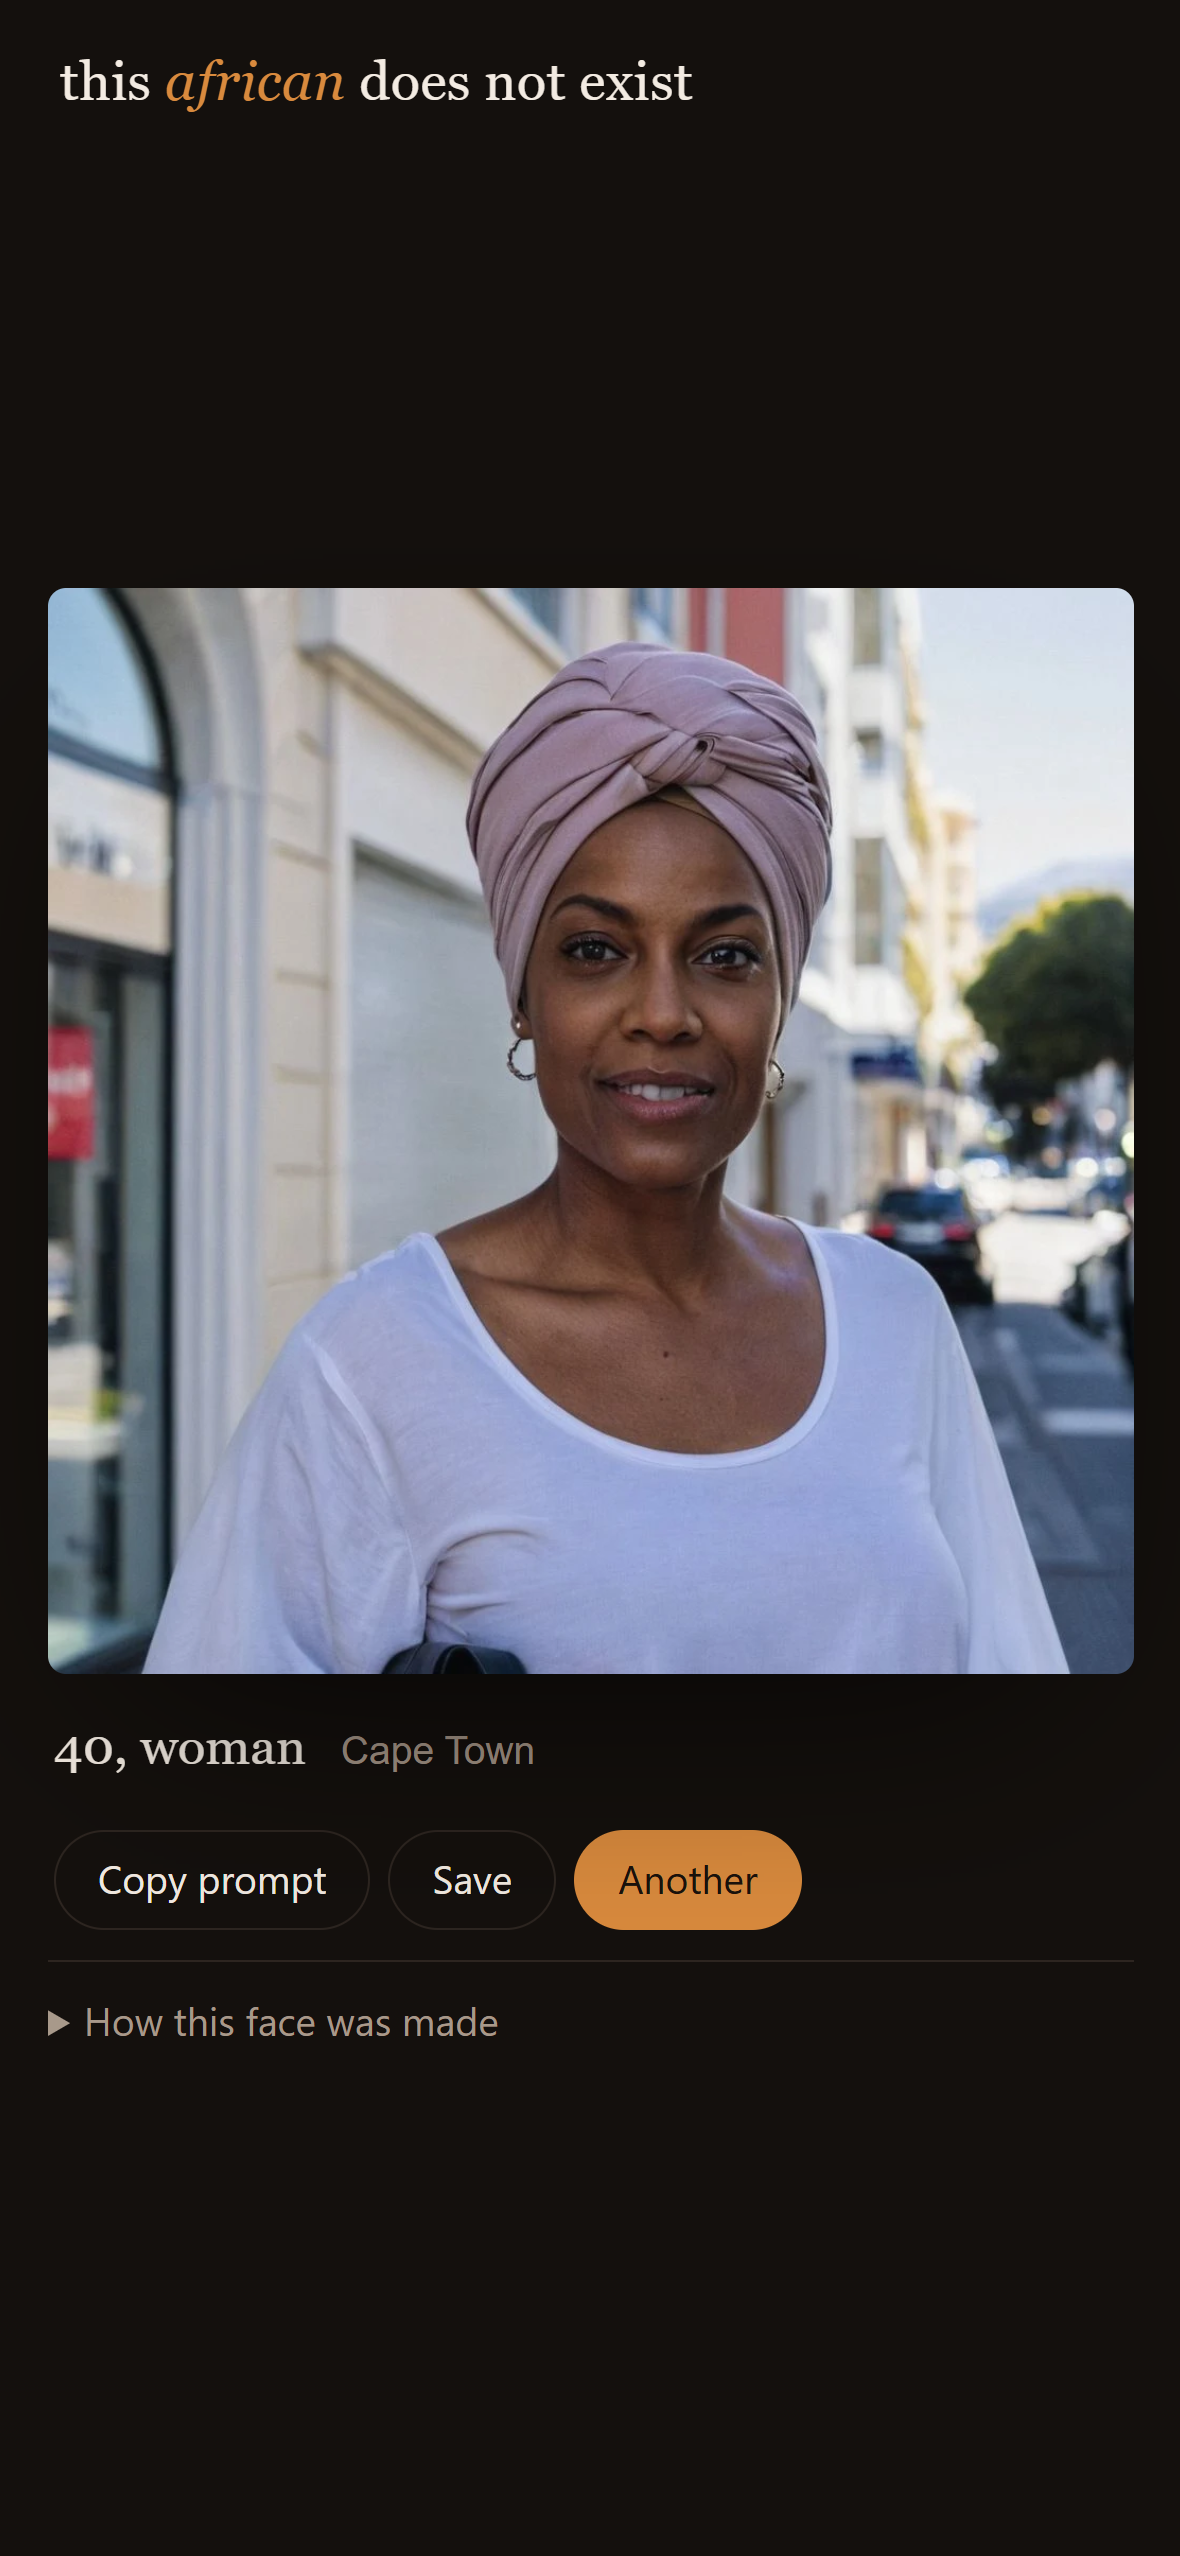 this african does not exist
40, woman Cape Town
Copy prompt Save Another
▶ How this face was made